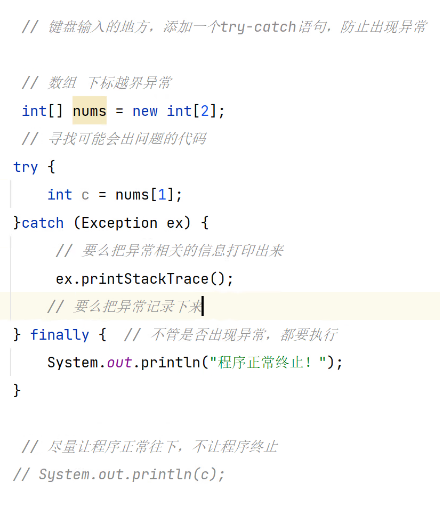 // 键盘输入的地方，添加一个try-catch语句，防止出现异常
// 数组 下标越界异常
int[] nums = new int[2];
// 寻找可能会出问题的代码
try {
int c = nums[1];
}catch (Exception ex) {
// 要么把异常相关的信息打印出来
ex.printStackTrace();
// 要么把异常记录下来
} finally { // 不管是否出现异常，都要执行
System.out.println("程序正常终止！");
}
// 尽量让程序正常往下，不让程序终止
// System.out.println(c);